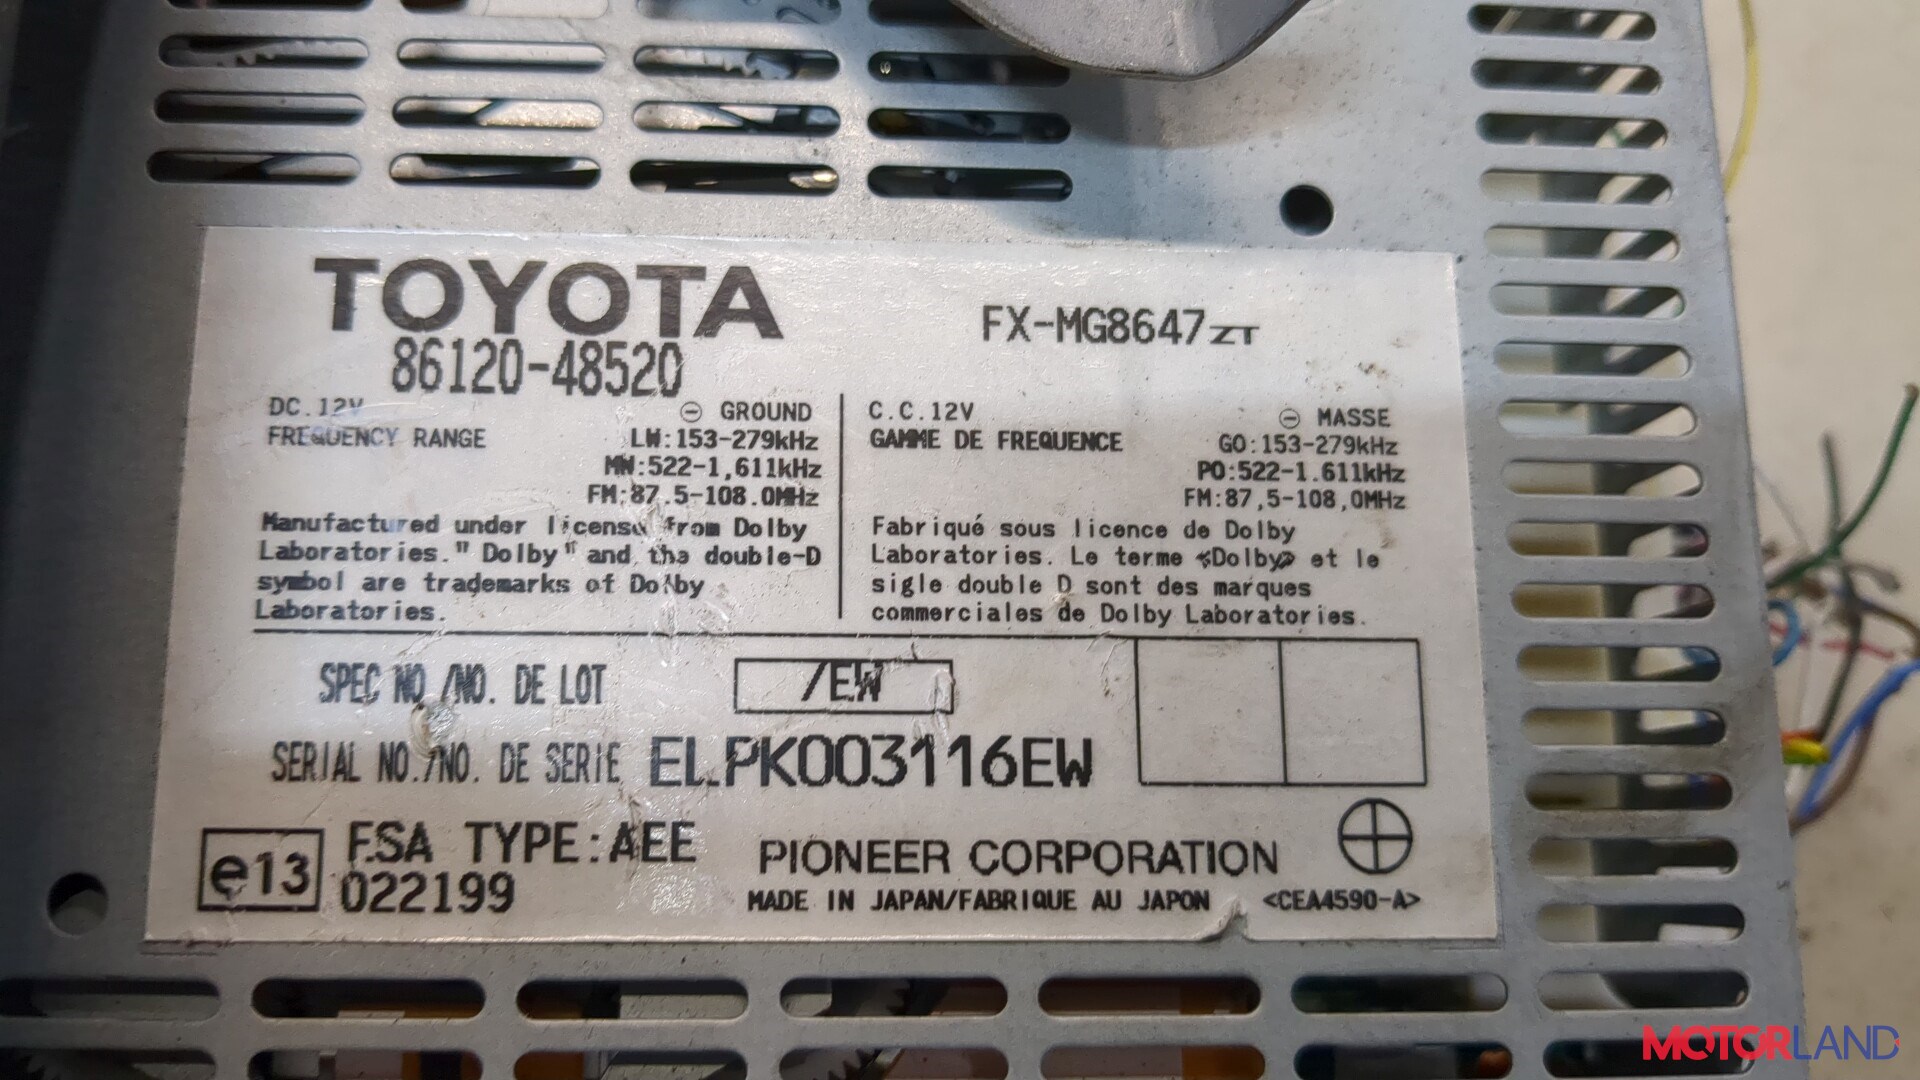 TOYOTA
86120-48520
FX-MG8647ZT
DC.12V ⊖ GROUND
FREQUENCY RANGE LW:153-279kHz
MW:522-1,611kHz
FM:87.5-108.0MHz
Manufactured under license from Dolby
Laboratories. "Dolby" and the double-D
symbol are trademarks of Dolby
Laboratories.
C.C.12V ⊖ MASSE
GAMME DE FREQUENCE GO:153-279kHz
PO:522-1.611kHz
FM:87,5-108,0MHz
Fabriqué sous licence de Dolby
Laboratories. Le terme «Dolby» et le
sigle double D sont des marques
commerciales de Dolby Laboratories.
SPEC NO./NO. DE LOT /EW
SERIAL NO./NO. DE SERIE ELPK003116EW
e13 F.SA TYPE:AEE
022199
PIONEER CORPORATION
MADE IN JAPAN/FABRIQUE AU JAPON <CEA4590-A>
MOTORLAND